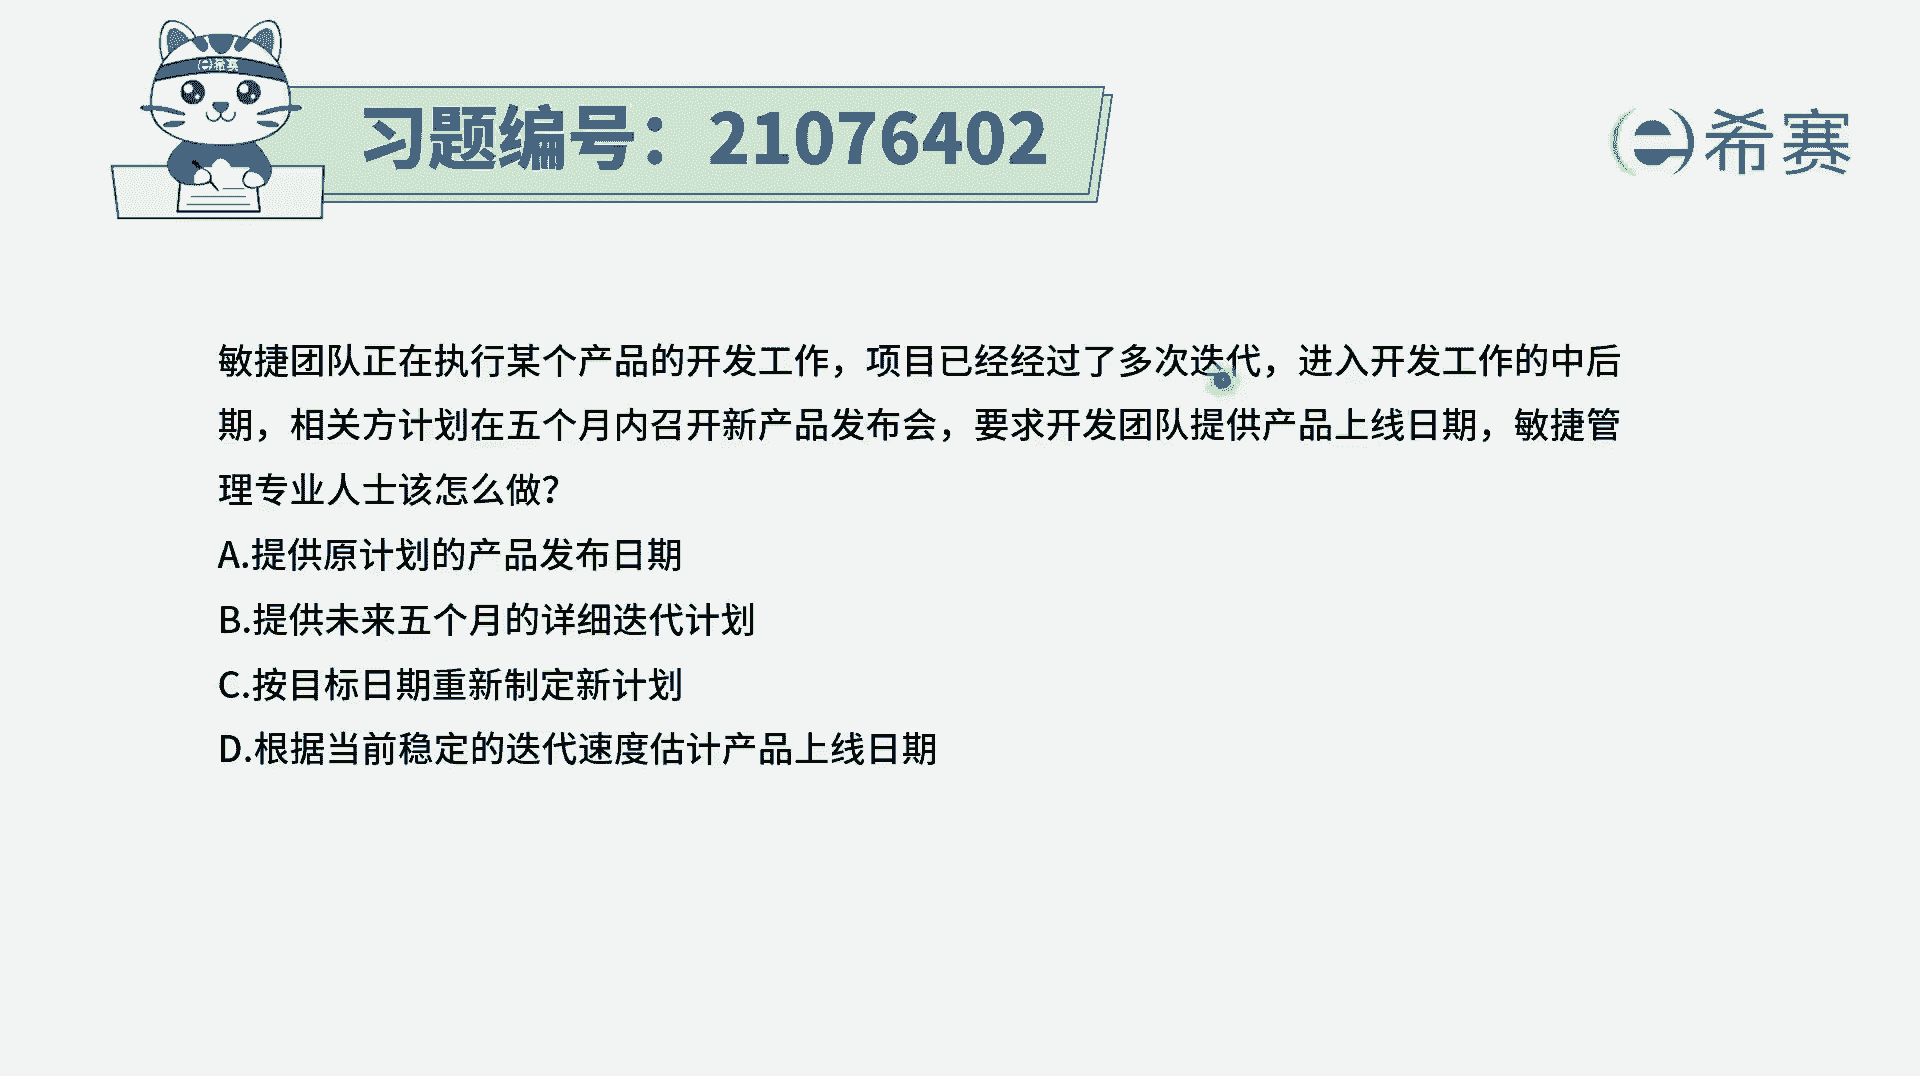 希赛
习题编号：21076402
希赛
敏捷团队正在执行某个产品的开发工作，项目已经经过了多次迭代，进入开发工作的中后
期，相关方计划在五个月内召开新产品发布会，要求开发团队提供产品上线日期，敏捷管
理专业人士该怎么做？
A.提供原计划的产品发布日期
B.提供未来五个月的详细迭代计划
C.按目标日期重新制定新计划
D.根据当前稳定的迭代速度估计产品上线日期